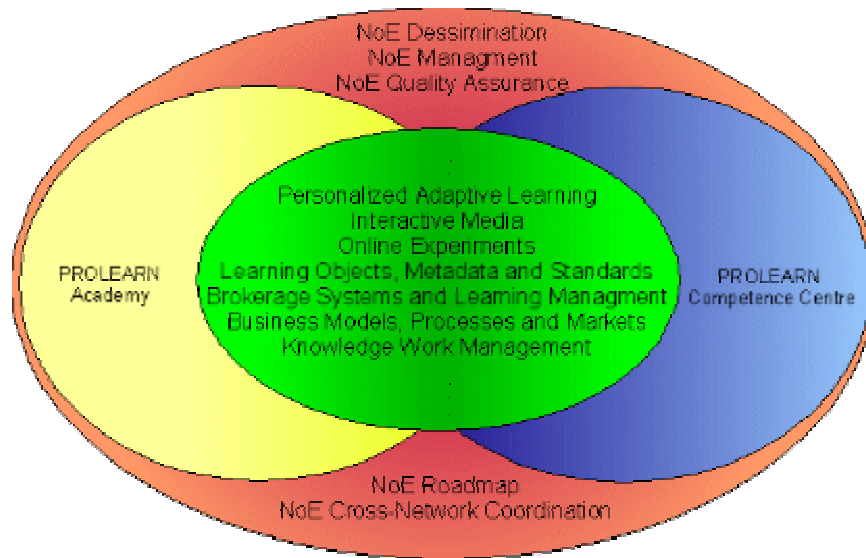 NoE Dessimination
NoE Managment
NoE Quality Assurance
Personalized Adaptive Learning
Interactive Media
Online Experiments
Learning Objects, Metadata and Standards
Brokerage Systems and Learning Managment
Business Models, Processes and Markets
Knowledge Work Management
PROLEARN
Academy
PROLEARN
Competence Centre
NoE Roadmap
NoE Cross-Network Coordination